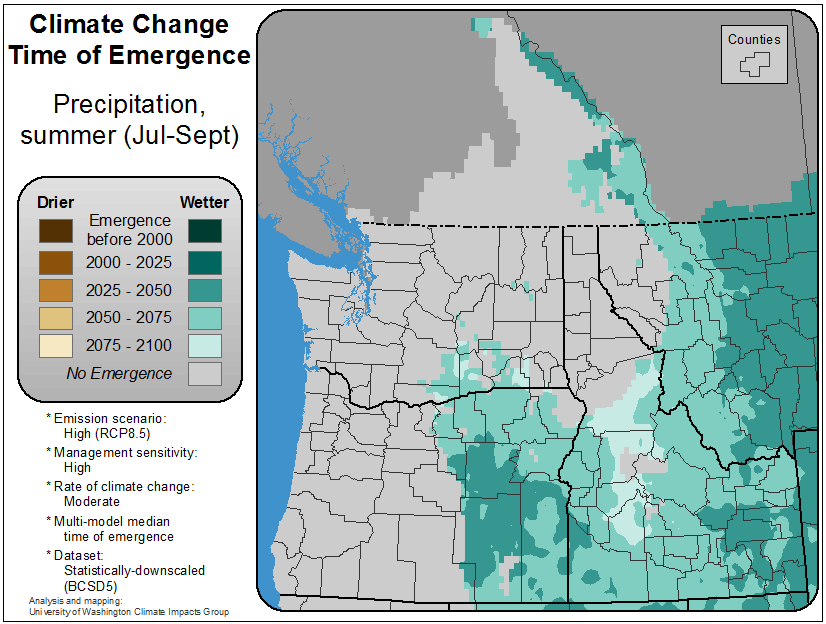 Climate Change
Time of Emergence
Precipitation,
summer (Jul-Sept)
Drier
Wetter
Emergence
before 2000
2000 - 2025
2025 - 2050
2050 - 2075
2075 - 2100
No Emergence
* Emission scenario:
High (RCP8.5)
* Management sensitivity:
High
* Rate of climate change:
Moderate
* Multi-model median
time of emergence
* Dataset:
Statistically-downscaled
(BCSD5)
Analysis and mapping:
University of Washington Climate Impacts Group
Counties